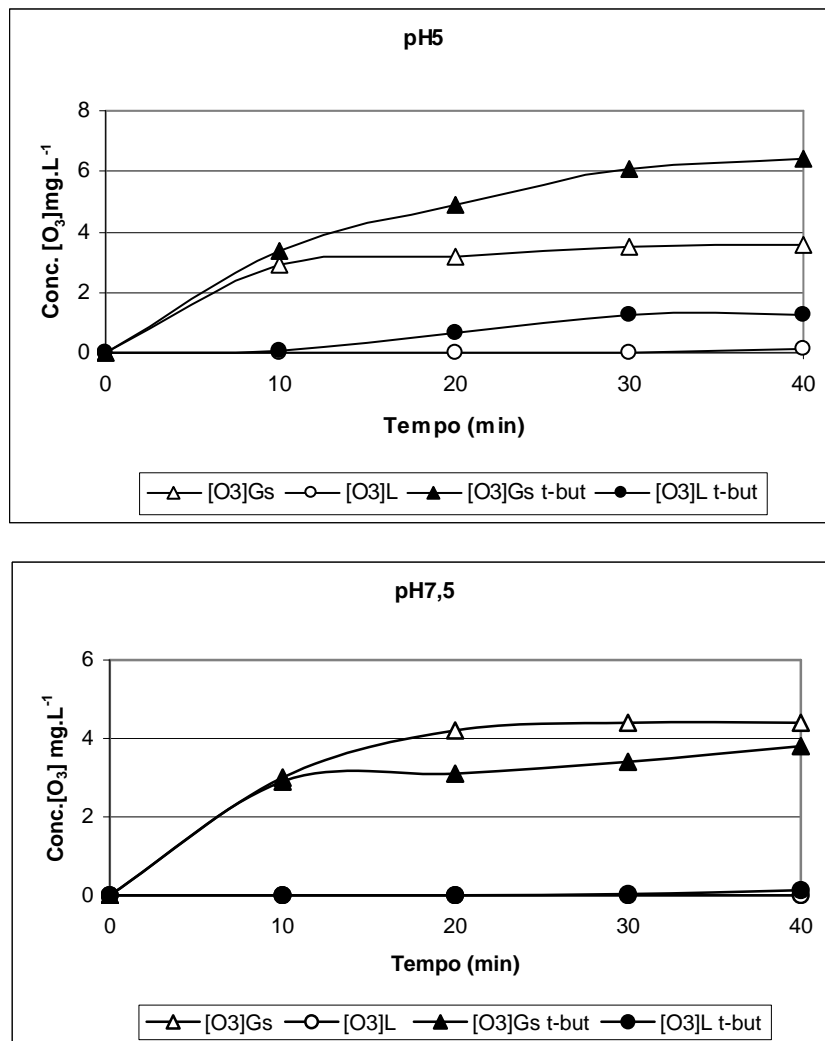 pH5
Conc. [O3]mg.L-1
8
6
4
2
0
0 10 20 30 40
Tempo (min)
[O3]Gs [O3]L [O3]Gs t-but [O3]L t-but
pH7,5
Conc.[O3] mg.L-1
6
4
2
0
0 10 20 30 40
Tempo (min)
[O3]Gs [O3]L [O3]Gs t-but [O3]L t-but